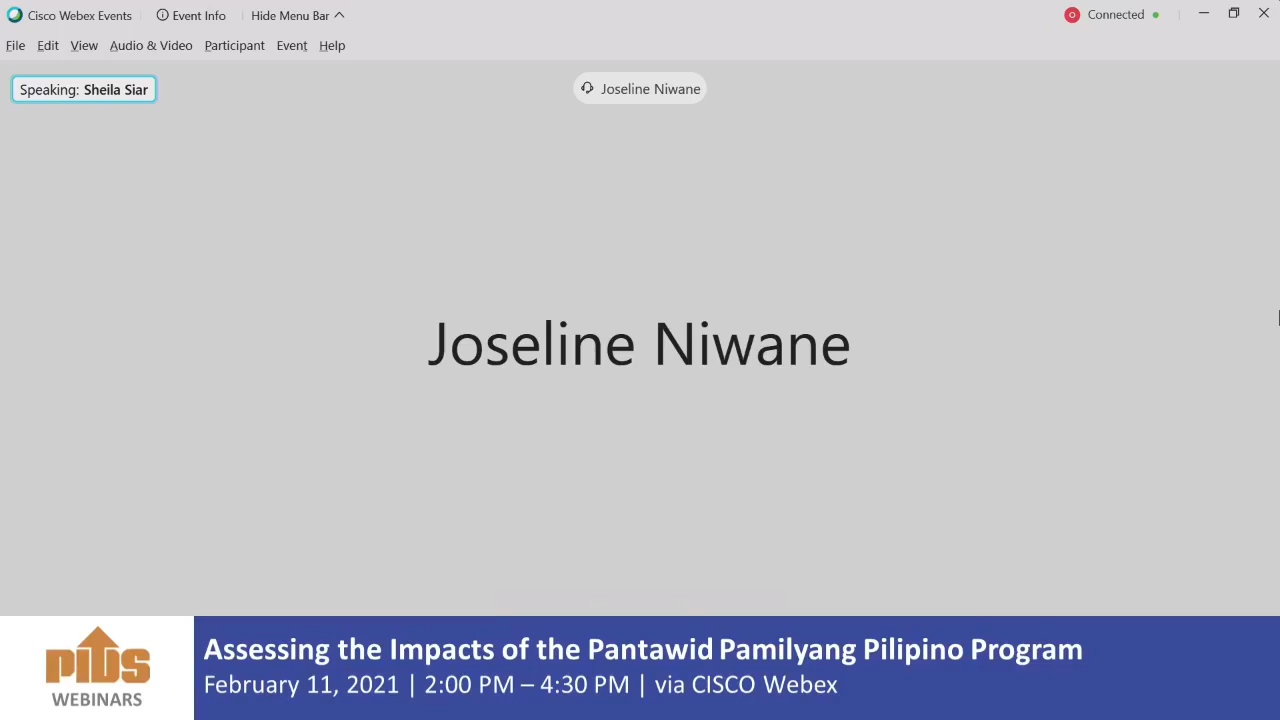 Cisco Webex Events Event Info Hide Menu Bar Connected
File Edit View Audio & Video Participant Event Help
Speaking: Sheila Siar
Joseline Niwane
Joseline Niwane
PIDS
WEBINARS
Assessing the Impacts of the Pantawid Pamilyang Pilipino Program
February 11, 2021 | 2:00 PM – 4:30 PM | via CISCO Webex